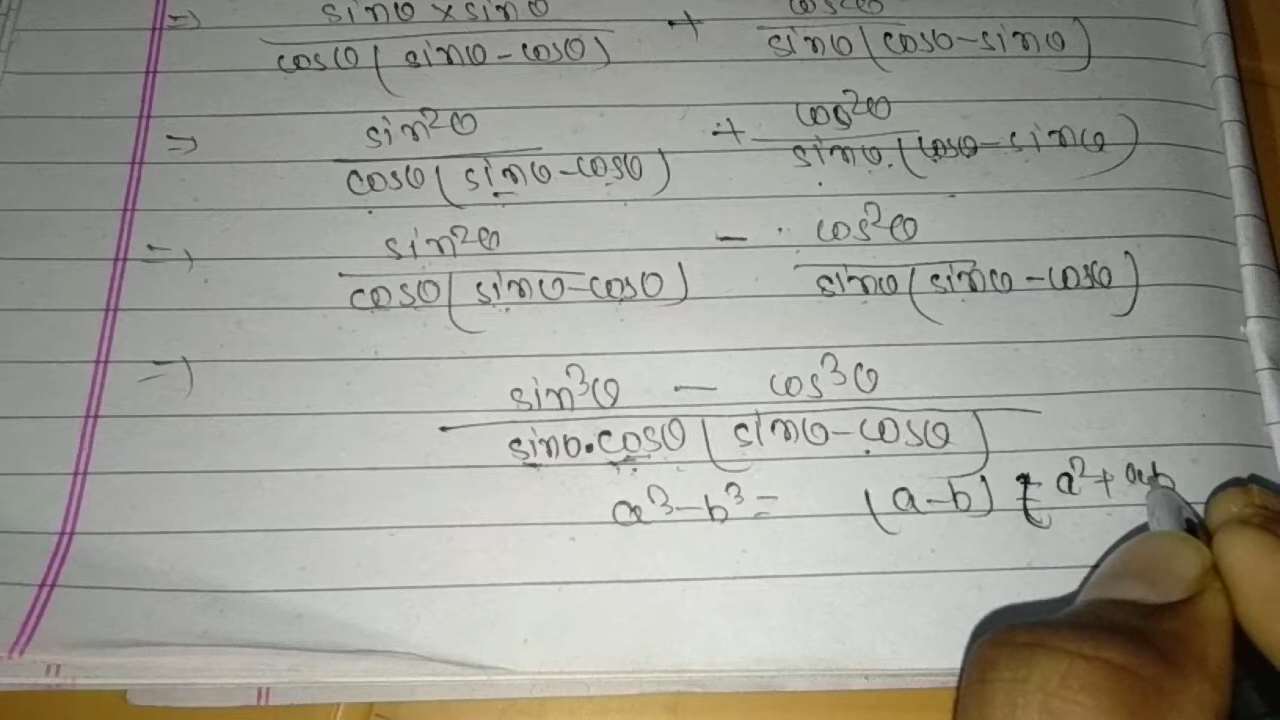 => sinθ × sinθ + cos²θ
cosθ(sinθ-cosθ) sinθ(cosθ-sinθ)
=> sin²θ + cos²θ
cosθ(sinθ-cosθ) sinθ.(cosθ-sinθ)
=> sin²θ - cos²θ
cosθ(sinθ-cosθ) sinθ(sinθ-cosθ)
=> sin³θ - cos³θ
sinθ.cosθ(sinθ-cosθ)
a³-b³= (a-b) (a²+ab